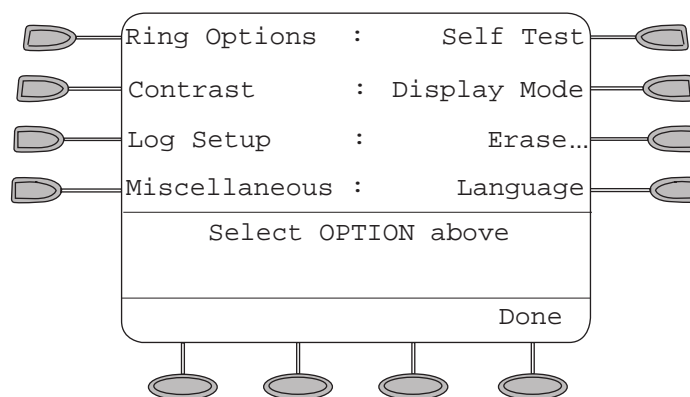 Ring Options : Self Test
Contrast : Display Mode
Log Setup : Erase…
Miscellaneous : Language
Select OPTION above
Done